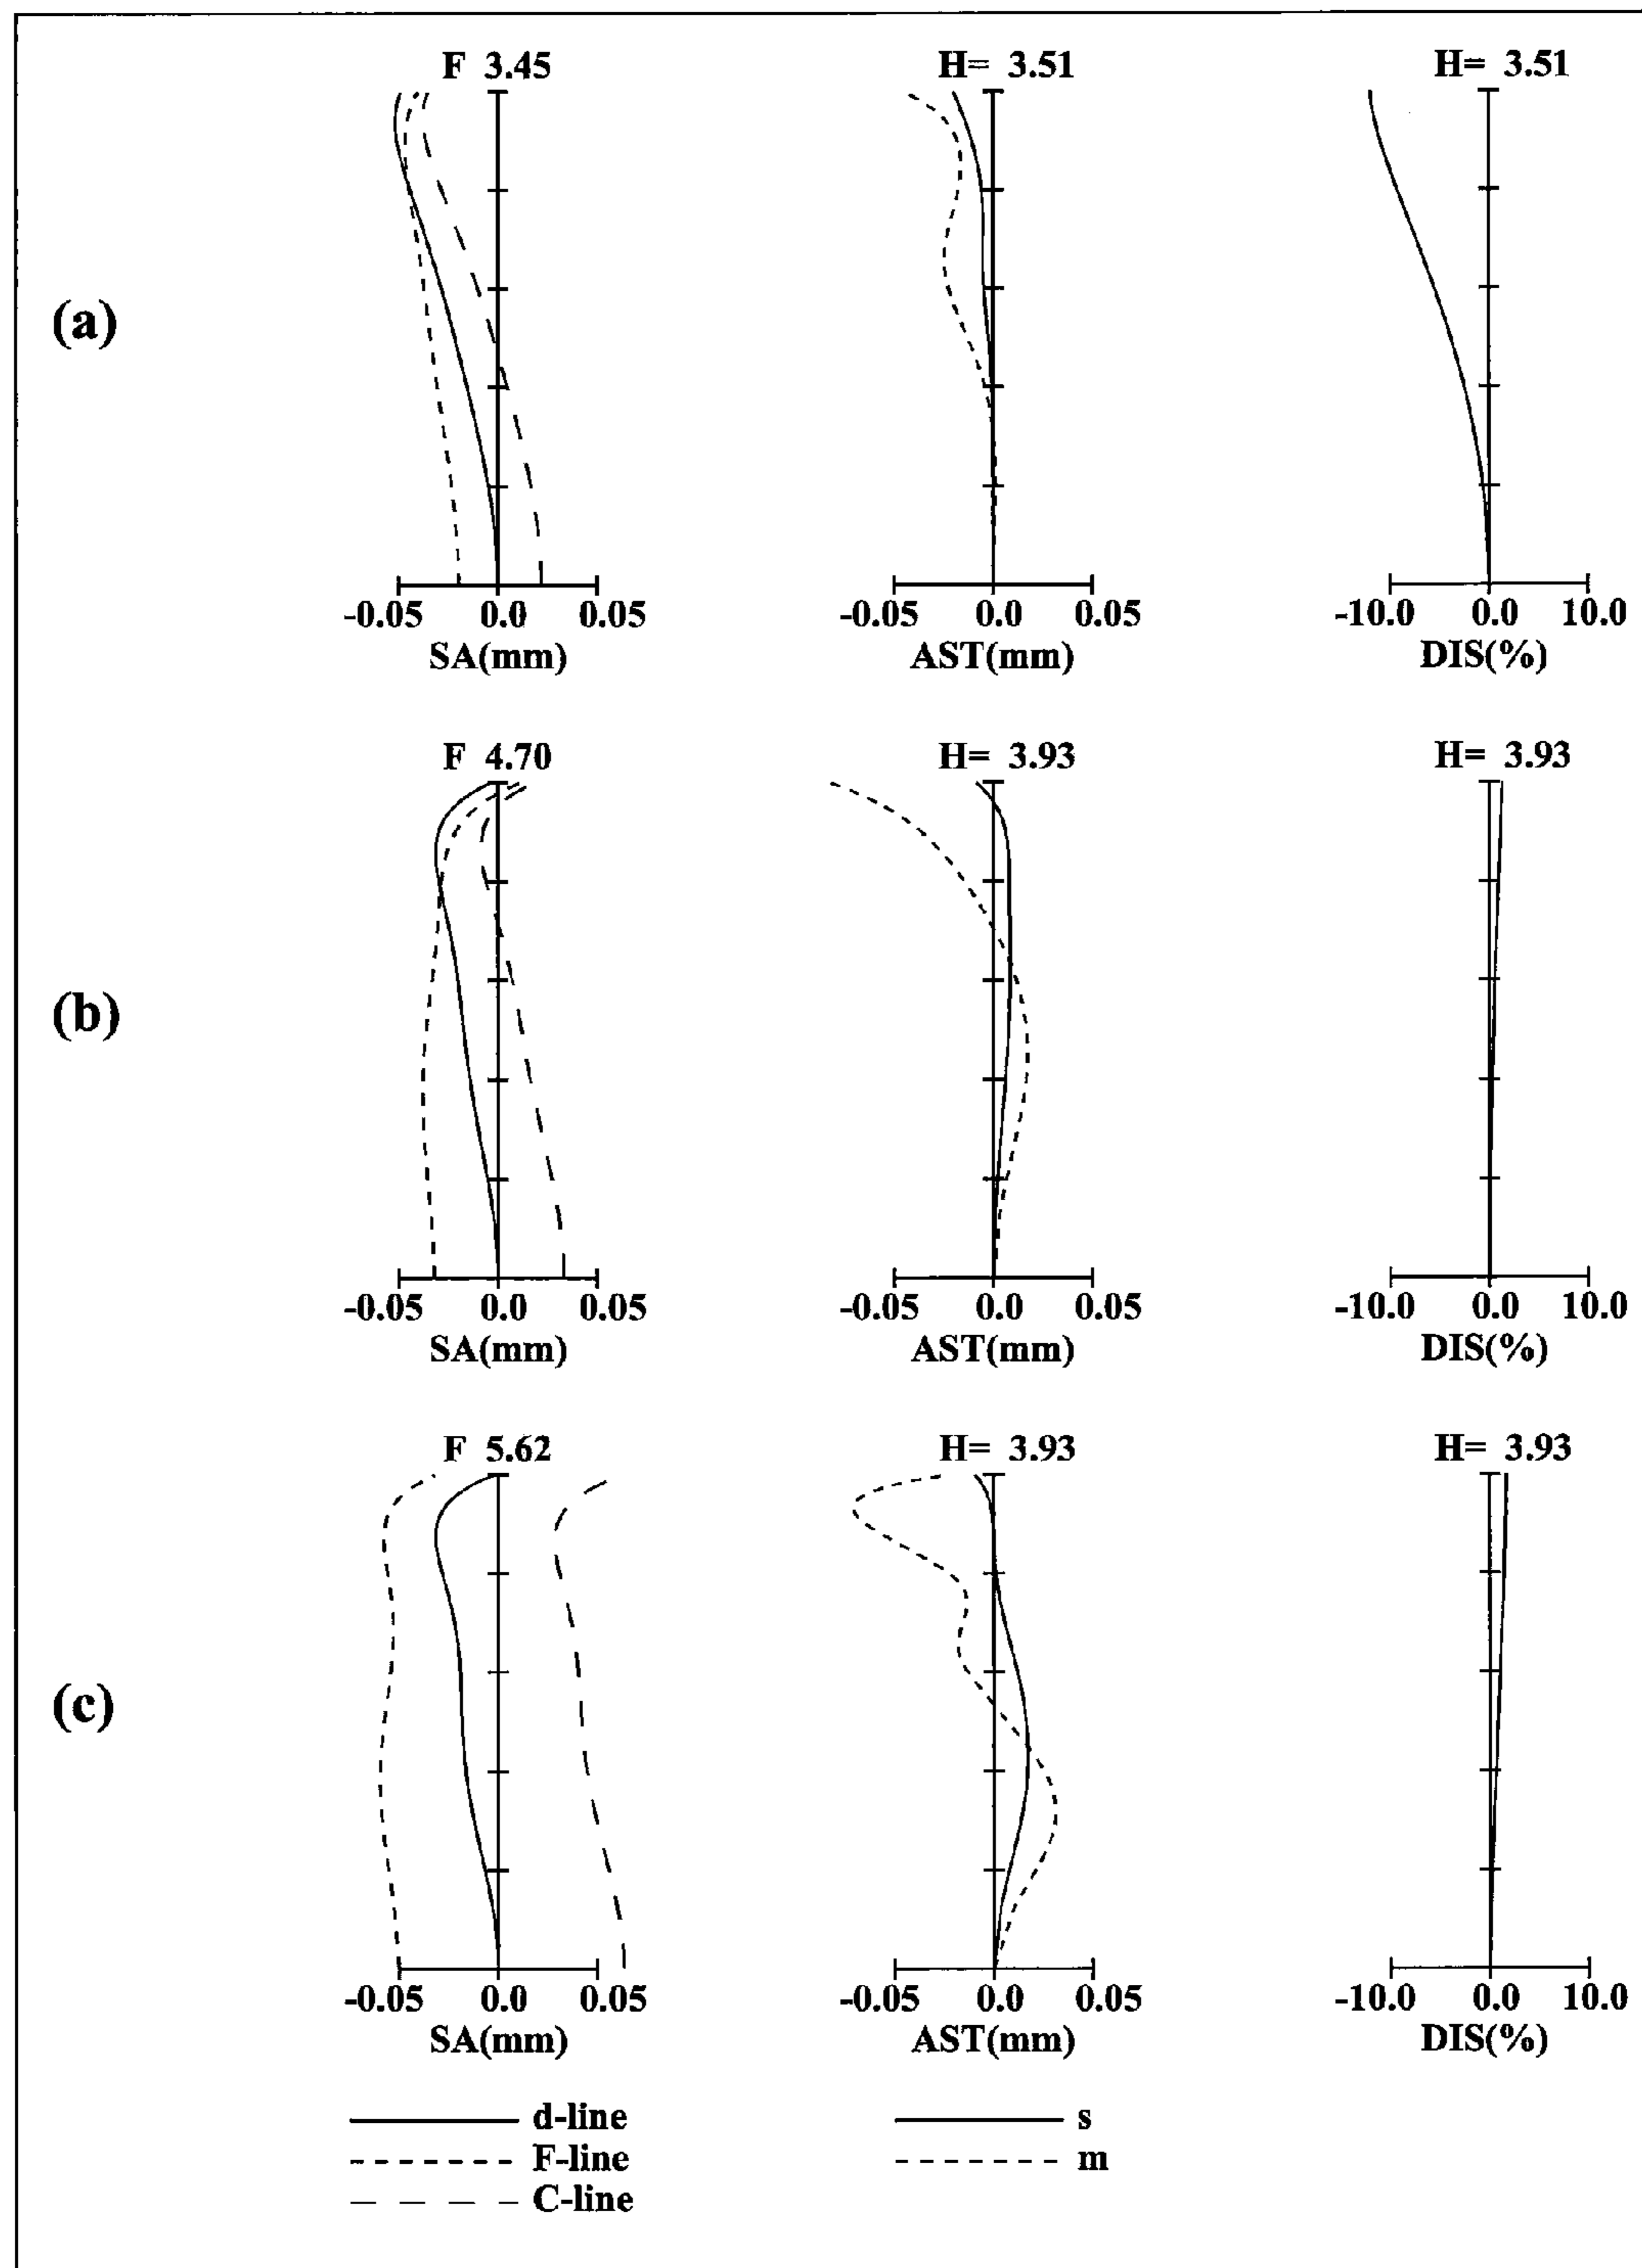 (a)
F 3.45
H= 3.51
H= 3.51
-0.05 0.0 0.05
-0.05 0.0 0.05
-10.0 0.0 10.0
SA(mm)
AST(mm)
DIS(%)
(b)
F 4.70
H= 3.93
H= 3.93
-0.05 0.0 0.05
-0.05 0.0 0.05
-10.0 0.0 10.0
SA(mm)
AST(mm)
DIS(%)
(c)
F 5.62
H= 3.93
H= 3.93
-0.05 0.0 0.05
-0.05 0.0 0.05
-10.0 0.0 10.0
SA(mm)
AST(mm)
DIS(%)
d-line
F-line
C-line
s
m